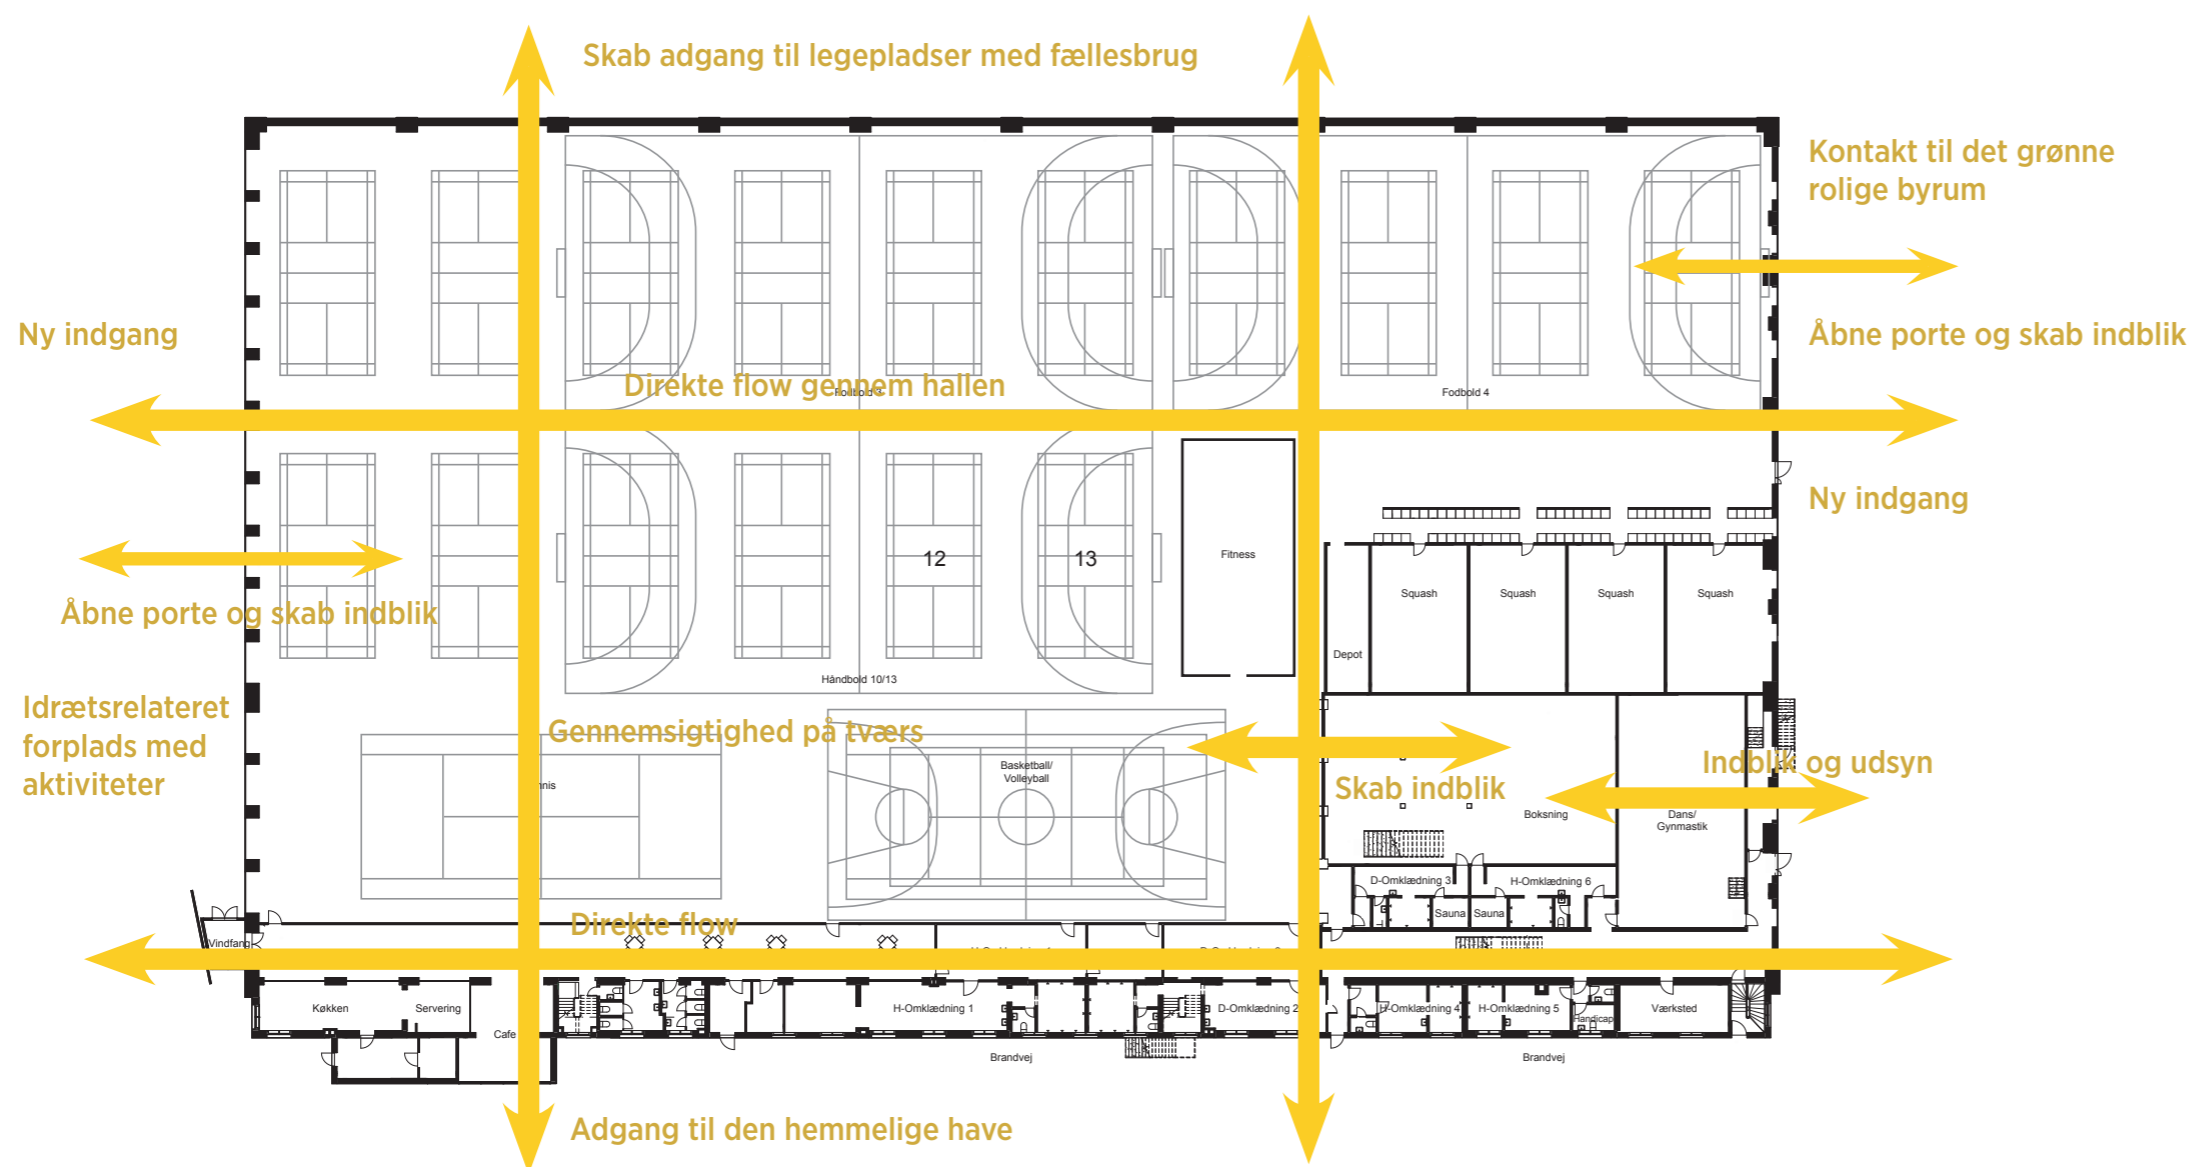 Skab adgang til legepladser med fællesbrug
Kontakt til det grønne
rolige byrum
Ny indgang
Åbne porte og skab indblik
Direkte flow gennem hallen
Fodbold 3
Fodbold 4
Ny indgang
12
13
Fitness
Squash
Squash
Squash
Squash
Åbne porte og skab indblik
Depot
Håndbold 10/13
Idrætsrelateret
forplads med
aktiviteter
Gennemsigtighed på tværs
Basketball/
Volleyball
Indblik og udsyn
Skab indblik
Boksning
Dans/
Gynmastik
D-Omklædning 3
H-Omklædning 6
Sauna
Sauna
Direkte flow
Vindfang
Køkken
Servering
H-Omklædning 1
D-Omklædning 2
H-Omklædning 4
H-Omklædning 5
Handicap
Værksted
Cafe
Brandvej
Brandvej
Adgang til den hemmelige have